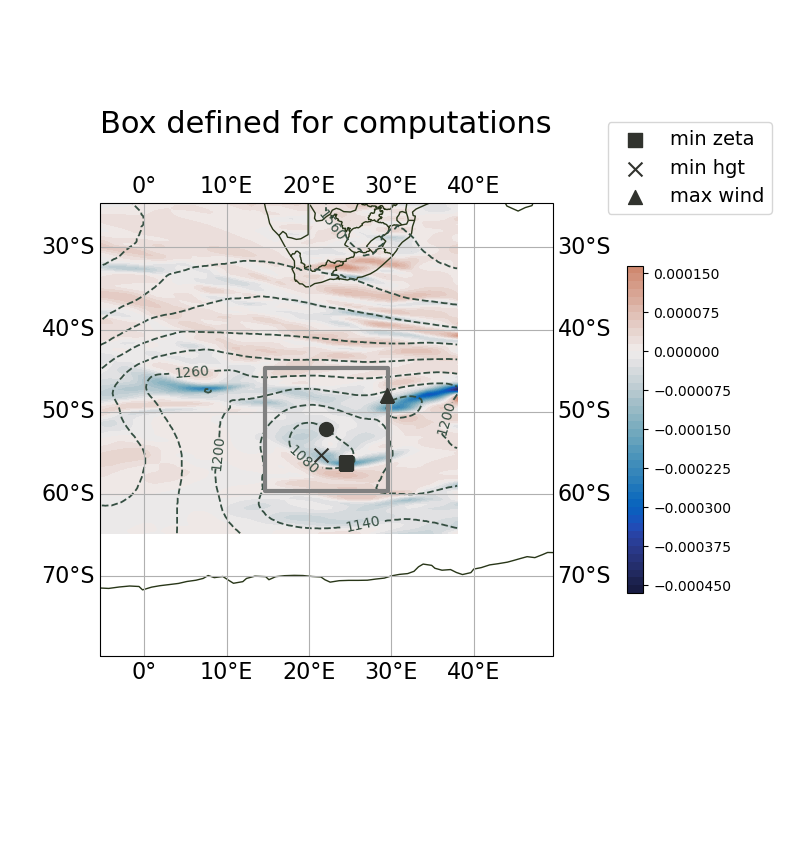 Box defined for computations
min zeta
min hgt
max wind
0° 10°E 20°E 30°E 40°E
30°S 30°S
40°S 40°S
50°S 50°S
60°S 60°S
70°S 70°S
0° 10°E 20°E 30°E 40°E
1560
1260
1200
1200
1080
1140
0.000150
0.000075
0.000000
−0.000075
−0.000150
−0.000225
−0.000300
−0.000375
−0.000450